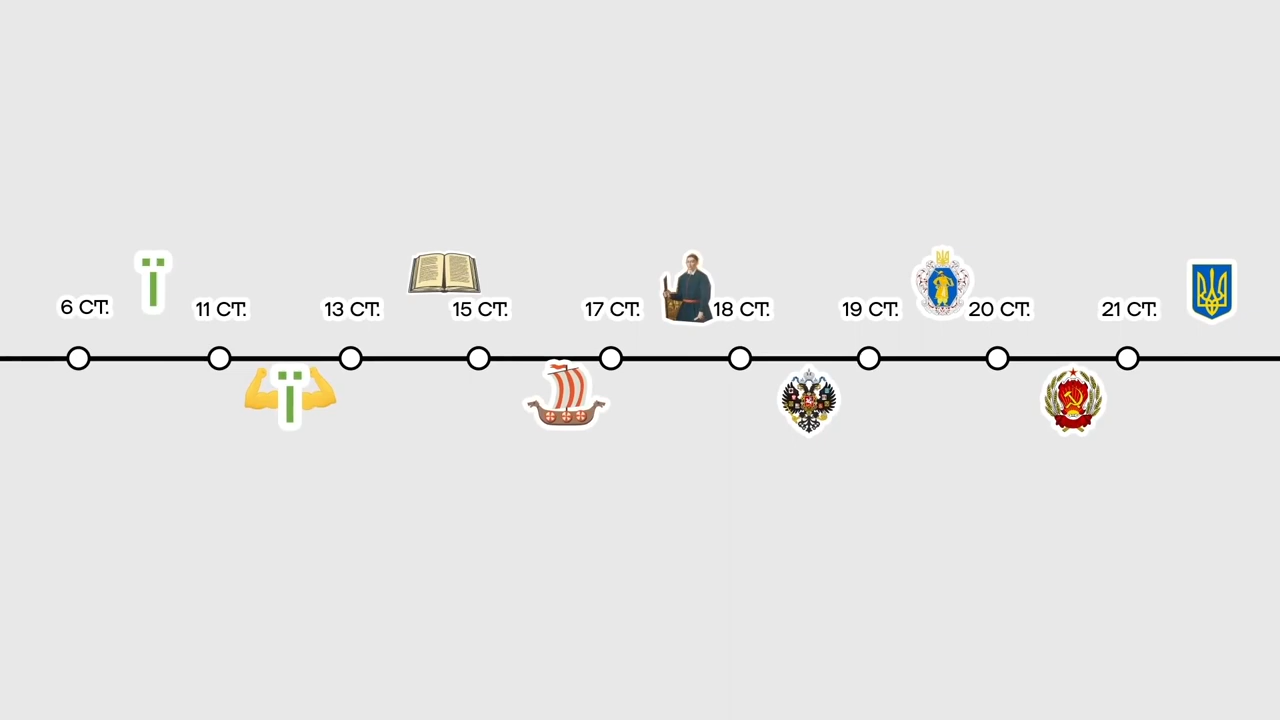 Ї
6 СТ.
11 СТ.
13 СТ.
15 СТ.
17 СТ.
18 СТ.
19 СТ.
20 СТ.
21 СТ.
Ї